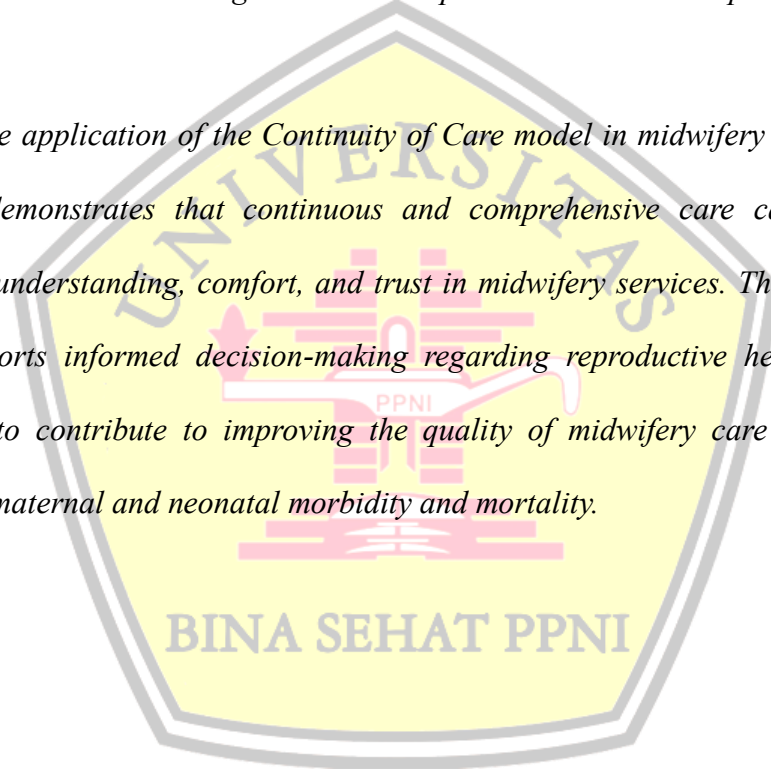 e application of the Continuity of Care model in midwifery
demonstrates that continuous and comprehensive care c
understanding, comfort, and trust in midwifery services. Th
orts informed decision-making regarding reproductive he
to contribute to improving the quality of midwifery care
maternal and neonatal morbidity and mortality.
UNIVERSITAS
PPNI
BINA SEHAT PPNI